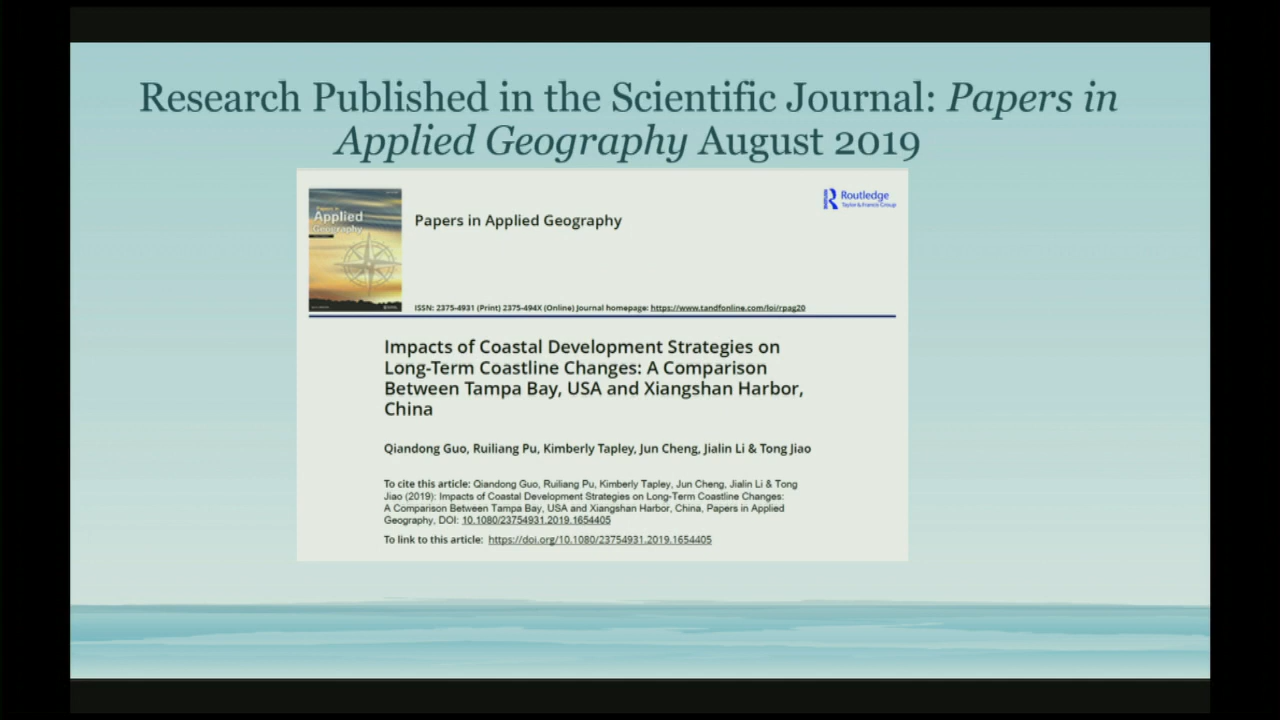 Research Published in the Scientific Journal: Papers in
Applied Geography August 2019
Papers in
Applied
Geography
Routledge
Taylor & Francis Group
Papers in Applied Geography
ISSN: 2375-4931 (Print) 2375-494X (Online) Journal homepage: https://www.tandfonline.com/loi/rpag20
Impacts of Coastal Development Strategies on
Long-Term Coastline Changes: A Comparison
Between Tampa Bay, USA and Xiangshan Harbor,
China
Qiandong Guo, Ruiliang Pu, Kimberly Tapley, Jun Cheng, Jialin Li & Tong Jiao
To cite this article: Qiandong Guo, Ruiliang Pu, Kimberly Tapley, Jun Cheng, Jialin Li & Tong
Jiao (2019): Impacts of Coastal Development Strategies on Long-Term Coastline Changes:
A Comparison Between Tampa Bay, USA and Xiangshan Harbor, China, Papers in Applied
Geography, DOI: 10.1080/23754931.2019.1654405
To link to this article: https://doi.org/10.1080/23754931.2019.1654405